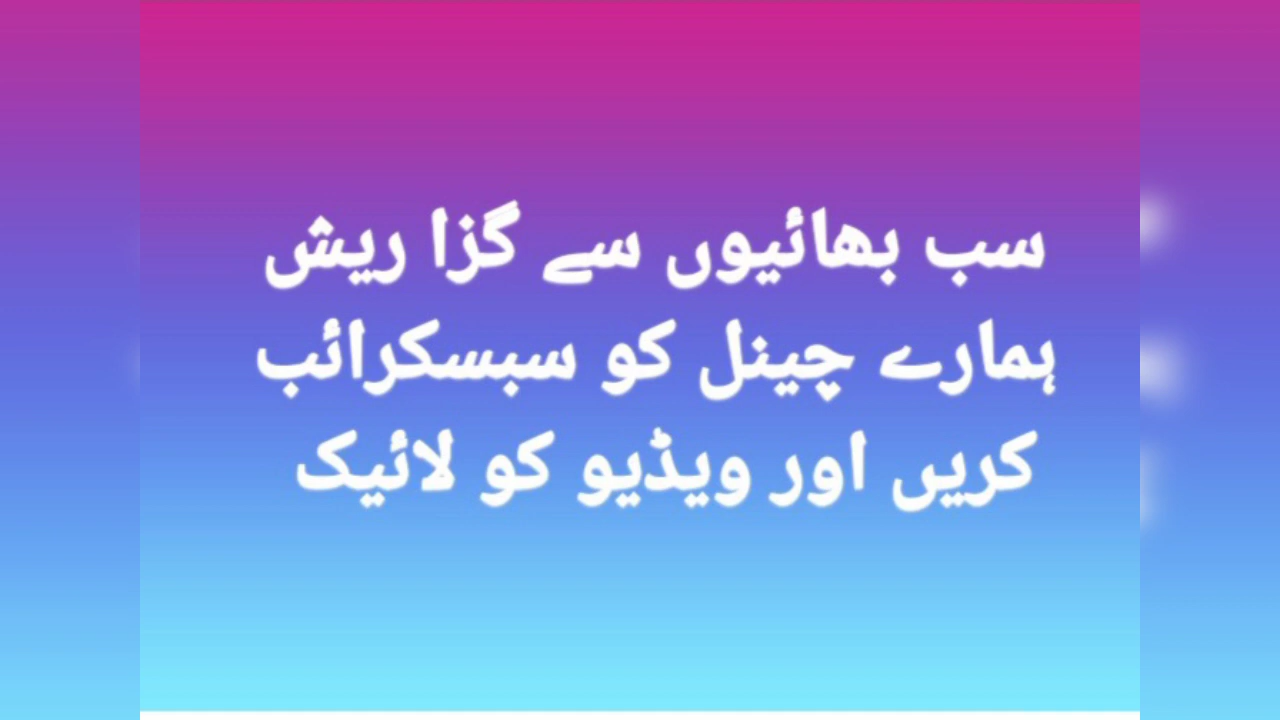 سب بھائیوں سے گزا ریش
ہمارے چینل کو سبسکرائب
کریں اور ویڈیو کو لائیک